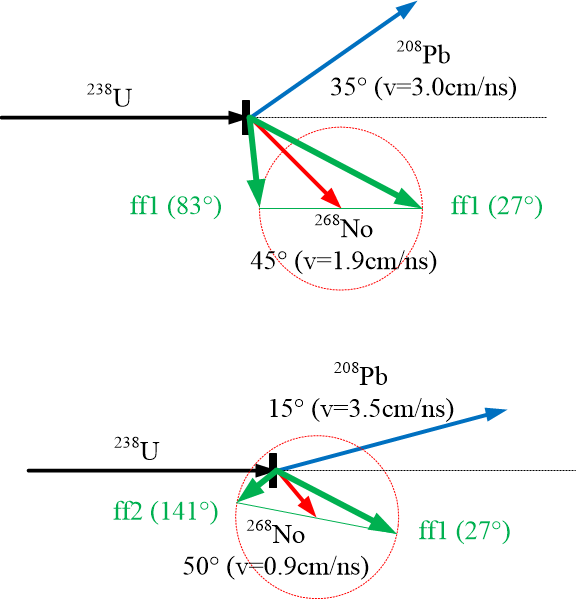 ²³⁸U
²⁰⁸Pb
35° (v=3.0cm/ns)
ff1 (83°)
ff1 (27°)
²⁶⁸No
45° (v=1.9cm/ns)
²⁰⁸Pb
15° (v=3.5cm/ns)
²³⁸U
ff2 (141°)
ff1 (27°)
²⁶⁸No
50° (v=0.9cm/ns)